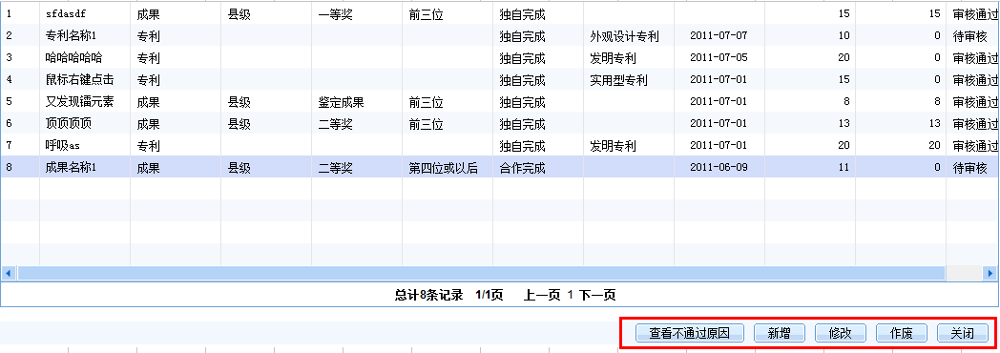 1 sfdasdf 成果 县级 一等奖 前三位 独自完成 15 15 审核通过
2 专利名称1 专利 独自完成 外观设计专利 2011-07-07 10 0 待审核
3 哈哈哈哈哈 专利 独自完成 发明专利 2011-07-05 20 0 审核通过
4 鼠标右键点击 专利 独自完成 实用型专利 2011-07-01 15 0 审核通过
5 又发现镭元素 成果 县级 鉴定成果 前三位 独自完成 2011-07-01 8 8 审核通过
6 顶顶顶顶 成果 县级 二等奖 前三位 独自完成 2011-07-01 13 13 审核通过
7 呼吸as 专利 独自完成 发明专利 2011-07-01 20 20 审核通过
8 成果名称1 成果 县级 二等奖 第四位或以后 合作完成 2011-06-09 11 0 待审核
总计8条记录 1/1页 上一页 1 下一页
查看不通过原因 新增 修改 作废 关闭